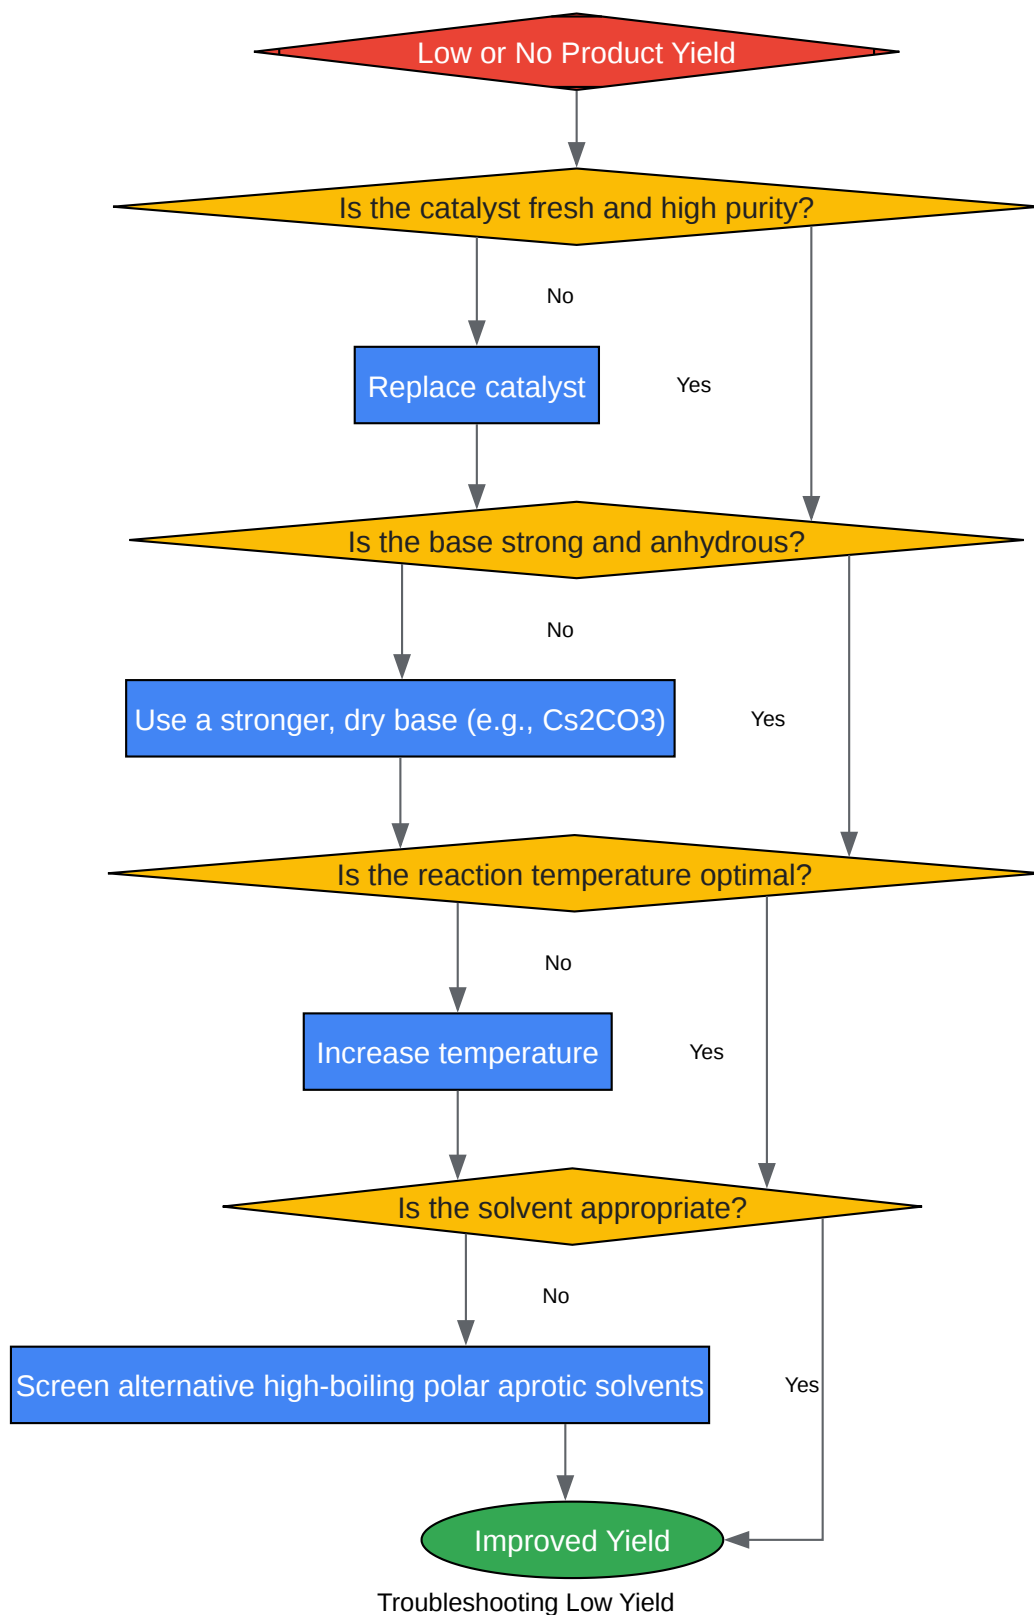 Low or No Product Yield
Is the catalyst fresh and high purity?
No
Replace catalyst
Yes
Is the base strong and anhydrous?
No
Use a stronger, dry base (e.g., Cs2CO3)
Yes
Is the reaction temperature optimal?
No
Increase temperature
Yes
Is the solvent appropriate?
No
Screen alternative high-boiling polar aprotic solvents
Yes
Improved Yield
Troubleshooting Low Yield